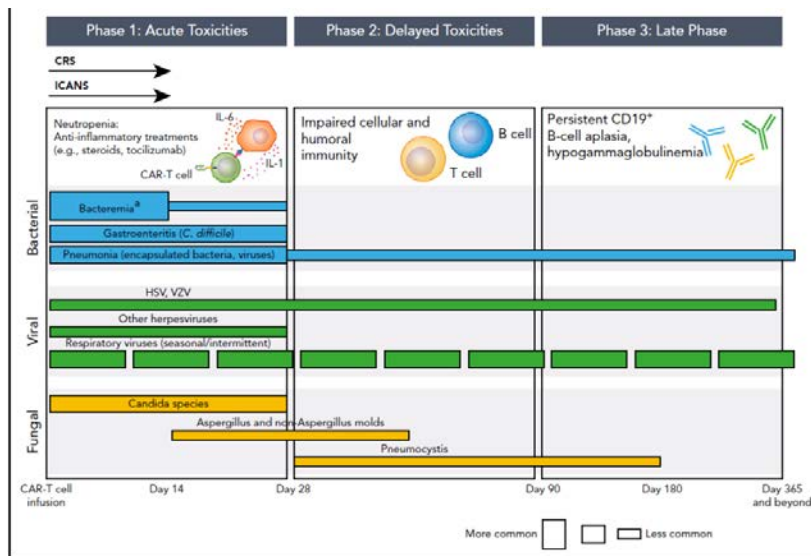 Phase 1: Acute Toxicities
Phase 2: Delayed Toxicities
Phase 3: Late Phase
CRS
ICANS
Neutropenia:
Anti-inflammatory treatments
(e.g., steroids, tocilizumab)
IL-6
IL-1
CAR-T cell
Impaired cellular and
humoral
immunity
B cell
T cell
Persistent CD19⁺
B-cell aplasia,
hypogammaglobulinemia
Bacterial
Bacteremiaᵃ
Gastroenteritis (C. difficile)
Pneumonia (encapsulated bacteria, viruses)
Viral
HSV, VZV
Other herpesviruses
Respiratory viruses (seasonal/intermittent)
Fungal
Candida species
Aspergillus and non-Aspergillus molds
Pneumocystis
CAR-T cell
infusion
Day 14
Day 28
Day 90
Day 180
Day 365
and beyond
More common
Less common